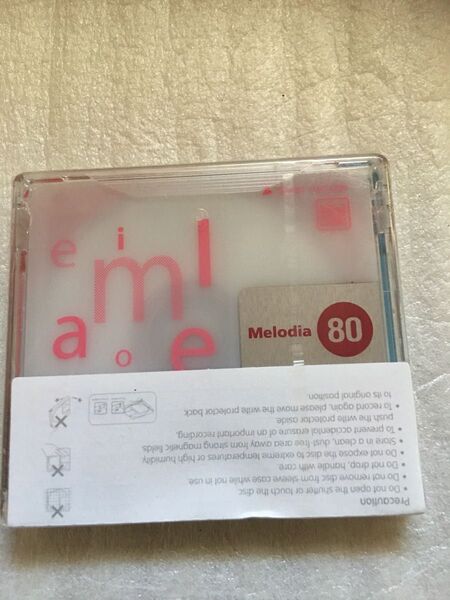 e i m l
a o e
Melodia 80
Precaution
• Do not open the shutter or touch the disc
• Do not remove from sleeve case while not in use
• Do not drop, handle with care
• Do not expose the disc to extreme temperatures or high humidity
• Store in a clean, dust-free area away from strong magnetic fields
• To prevent accidental erasure of an important recording,
push the write protector aside
• To record again, please move the write protector back
to its original position.